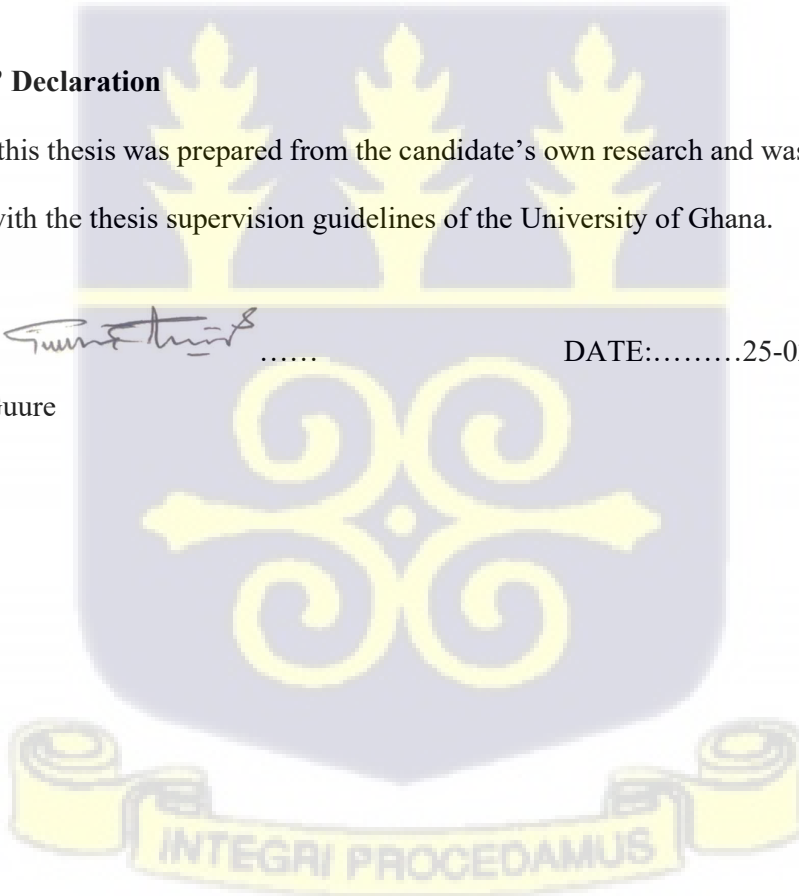 ’ Declaration
this thesis was prepared from the candidate’s own research and was
with the thesis supervision guidelines of the University of Ghana.
...... DATE:.........25-0
Guure
INTEGRI PROCEDAMUS